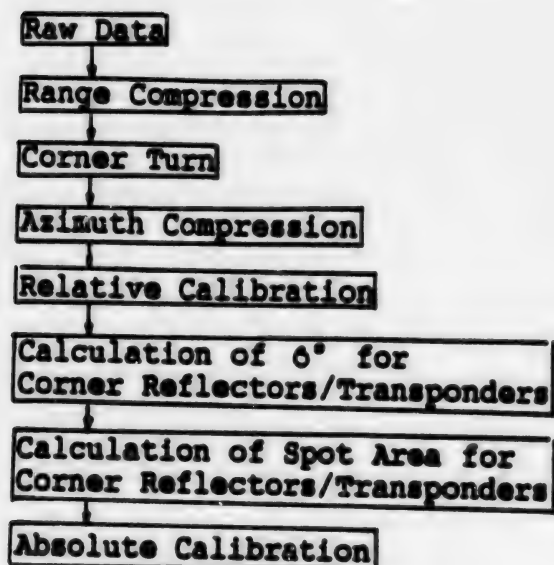 Raw Data
Range Compression
Corner Turn
Azimuth Compression
Relative Calibration
Calculation of 6° for
Corner Reflectors/Transponders
Calculation of Spot Area for
Corner Reflectors/Transponders
Absolute Calibration